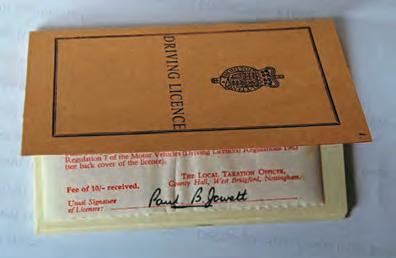 DRIVING LICENCE
Regulation 7 of the Motor Vehicles (Driving Licences) Regulations
(see back cover of the licence).
THE LOCAL TAXATION OFFICER,
County Hall, West Bridgford, Nottingham.
Fee of 10/- received.
Usual Signature
of Licensee:
Paul B. Jowett